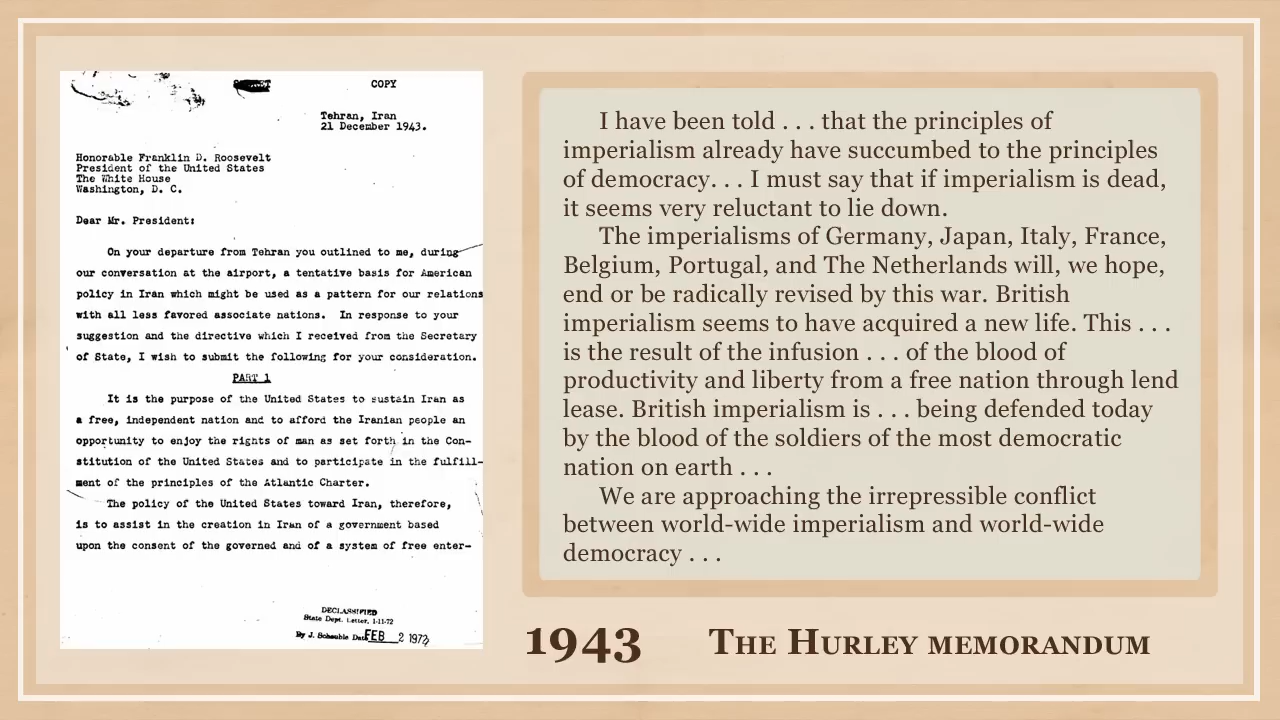 COPY
Tehran, Iran
21 December 1943.
Honorable Franklin D. Roosevelt
President of the United States
The White House
Washington, D. C.
Dear Mr. President:
On your departure from Tehran you outlined to me, during
our conversation at the airport, a tentative basis for American
policy in Iran which might be used as a pattern for our relations
with all less favored associate nations. In response to your
suggestion and the directive which I received from the Secretary
of State, I wish to submit the following for your consideration.
PART 1
It is the purpose of the United States to sustain Iran as
a free, independent nation and to afford the Iranian people an
opportunity to enjoy the rights of man as set forth in the Con-
stitution of the United States and to participate in the fulfill-
ment of the principles of the Atlantic Charter.
The policy of the United States toward Iran, therefore,
is to assist in the creation in Iran of a government based
upon the consent of the governed and of a system of free enter-
DECLASSIFIED
State Dept. Letter, 1-11-72
By J. Schauble Date FEB 2 1972
I have been told . . . that the principles of
imperialism already have succumbed to the principles
of democracy. . . I must say that if imperialism is dead,
it seems very reluctant to lie down.
The imperialisms of Germany, Japan, Italy, France,
Belgium, Portugal, and The Netherlands will, we hope,
end or be radically revised by this war. British
imperialism seems to have acquired a new life. This . . .
is the result of the infusion . . . of the blood of
productivity and liberty from a free nation through lend
lease. British imperialism is . . . being defended today
by the blood of the soldiers of the most democratic
nation on earth . . .
We are approaching the irrepressible conflict
between world-wide imperialism and world-wide
democracy . . .
1943 The Hurley memorandum